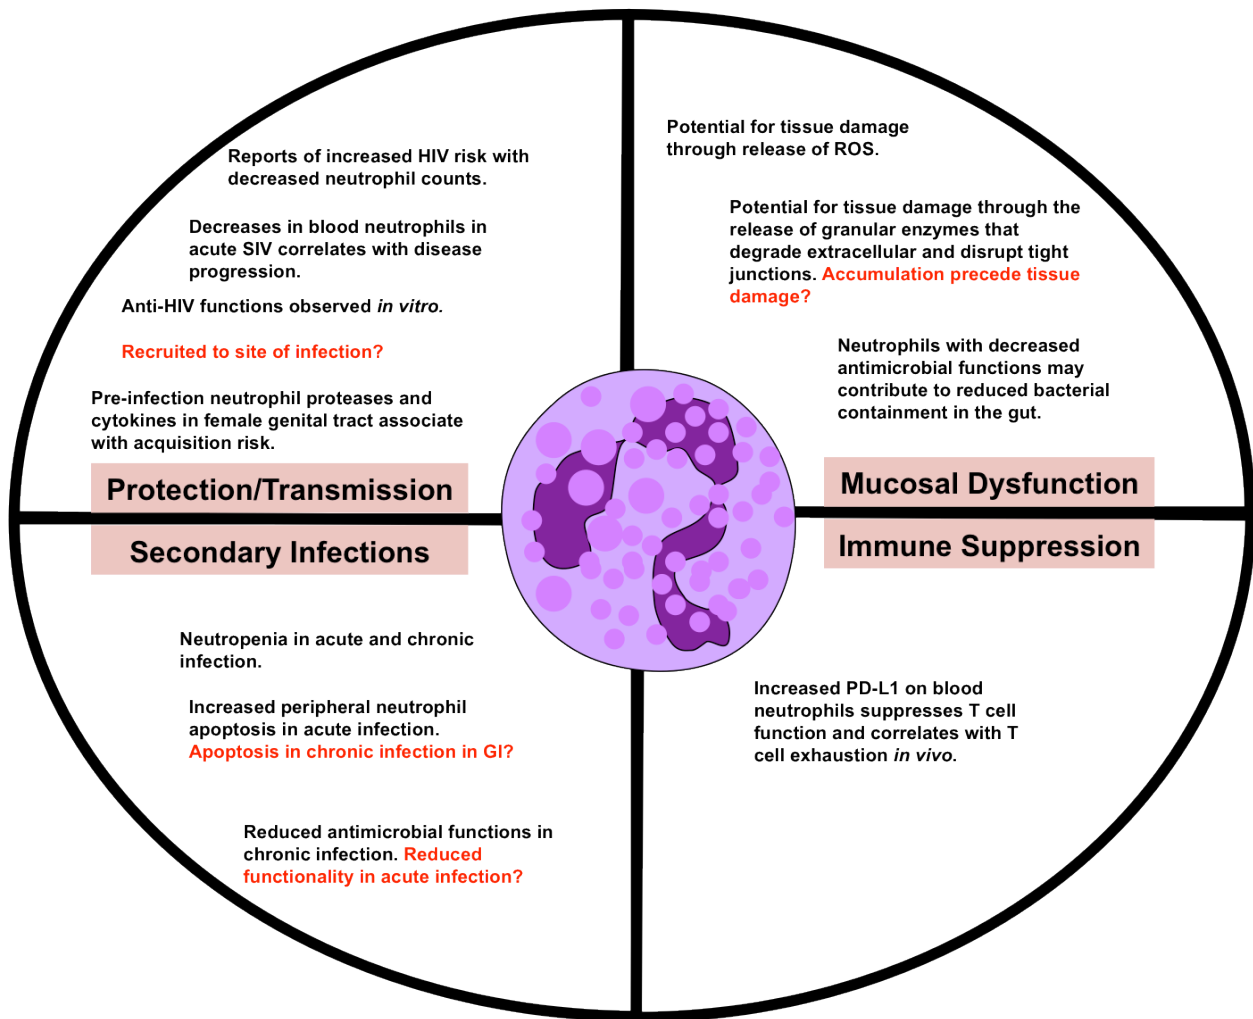 Reports of increased HIV risk with
decreased neutrophil counts.
Decreases in blood neutrophils in
acute SIV correlates with disease
progression.
Anti-HIV functions observed in vitro.
Recruited to site of infection?
Pre-infection neutrophil proteases and
cytokines in female genital tract associate
with acquisition risk.
Protection/Transmission
Potential for tissue damage
through release of ROS.
Potential for tissue damage through the
release of granular enzymes that
degrade extracellular and disrupt tight
junctions. Accumulation precede tissue
damage?
Neutrophils with decreased
antimicrobial functions may
contribute to reduced bacterial
containment in the gut.
Mucosal Dysfunction
Secondary Infections
Neutropenia in acute and chronic
infection.
Increased peripheral neutrophil
apoptosis in acute infection.
Apoptosis in chronic infection in GI?
Reduced antimicrobial functions in
chronic infection. Reduced
functionality in acute infection?
Immune Suppression
Increased PD-L1 on blood
neutrophils suppresses T cell
function and correlates with T
cell exhaustion in vivo.